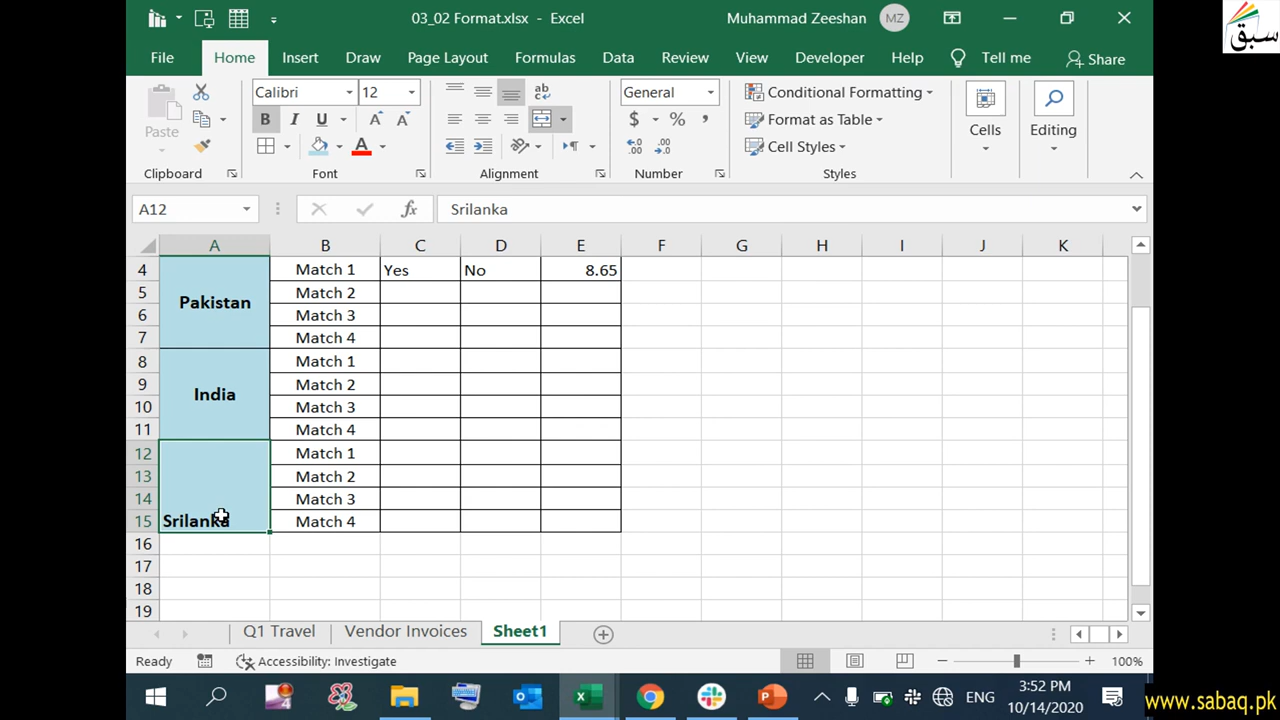 03_02 Format.xlsx - Excel
Muhammad Zeeshan
MZ
سبق
File Home Insert Draw Page Layout Formulas Data Review View Developer Help Tell me Share
Paste
Calibri 12
General
Conditional Formatting
Format as Table
Cell Styles
Cells
Editing
Clipboard Font Alignment Number Styles
A12 fx Srilanka
A B C D E F G H I J K
4 Pakistan Match 1 Yes No 8.65
5 Match 2
6 Match 3
7 Match 4
8 India Match 1
9 Match 2
10 Match 3
11 Match 4
12 Match 1
13 Match 2
14 Match 3
15 Srilanka Match 4
16
17
18
19
Q1 Travel Vendor Invoices Sheet1
Ready Accessibility: Investigate 100%
ENG 3:52 PM
10/14/2020
www.sabaq.pk